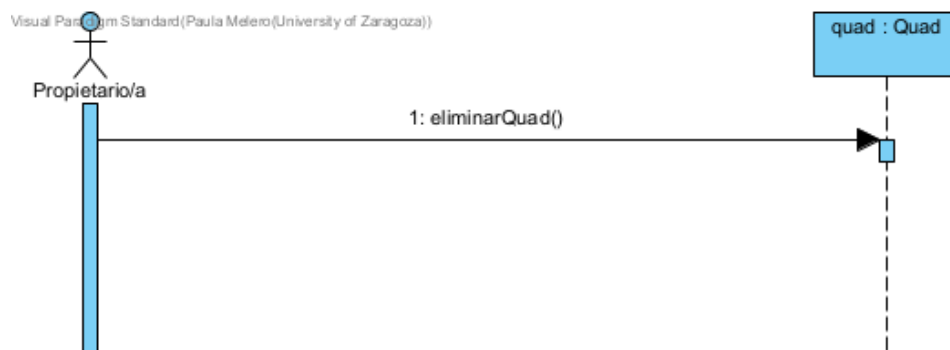 Visual Paradigm Standard(Paula Melero(University of Zaragoza))
quad : Quad
Propietario/a
1: eliminarQuad()